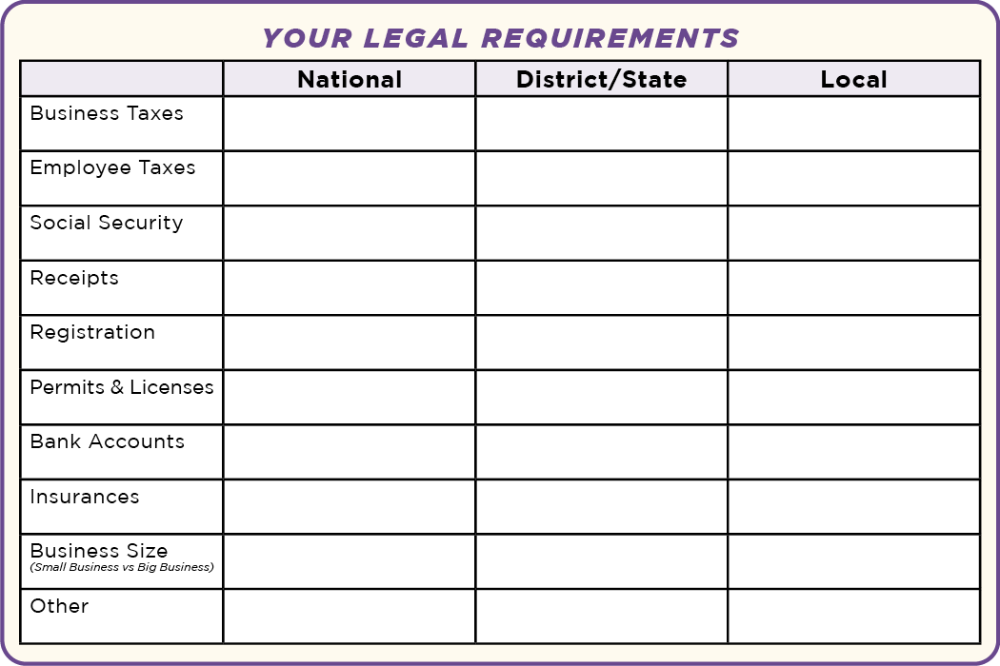 YOUR LEGAL REQUIREMENTS
National District/State Local
Business Taxes
Employee Taxes
Social Security
Receipts
Registration
Permits & Licenses
Bank Accounts
Insurances
Business Size
(Small Business vs Big Business)
Other